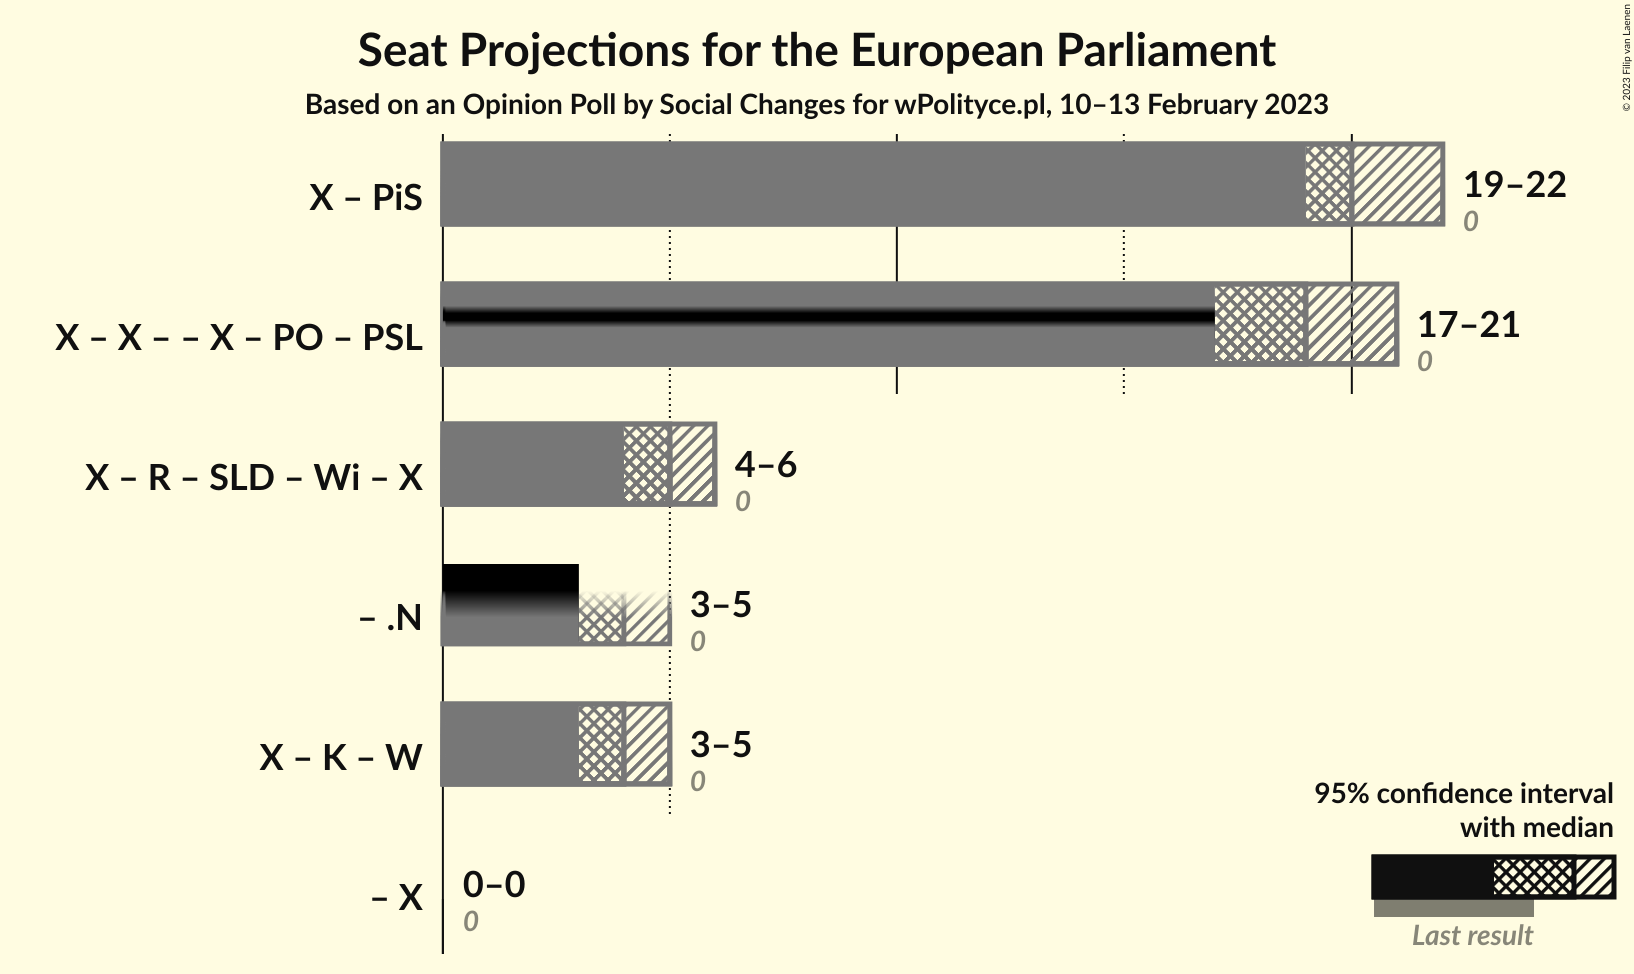 Seat Projections for the European Parliament
Based on an Opinion Poll by Social Changes for wPolityce.pl, 10–13 February 2023
© 2023 Filip van Laenen
X – PiS
19–22
0
X – X – – X – PO – PSL
17–21
0
X – R – SLD – Wi – X
4–6
0
– .N
3–5
0
X – K – W
3–5
0
– X
0–0
0
95% confidence interval
with median
Last result